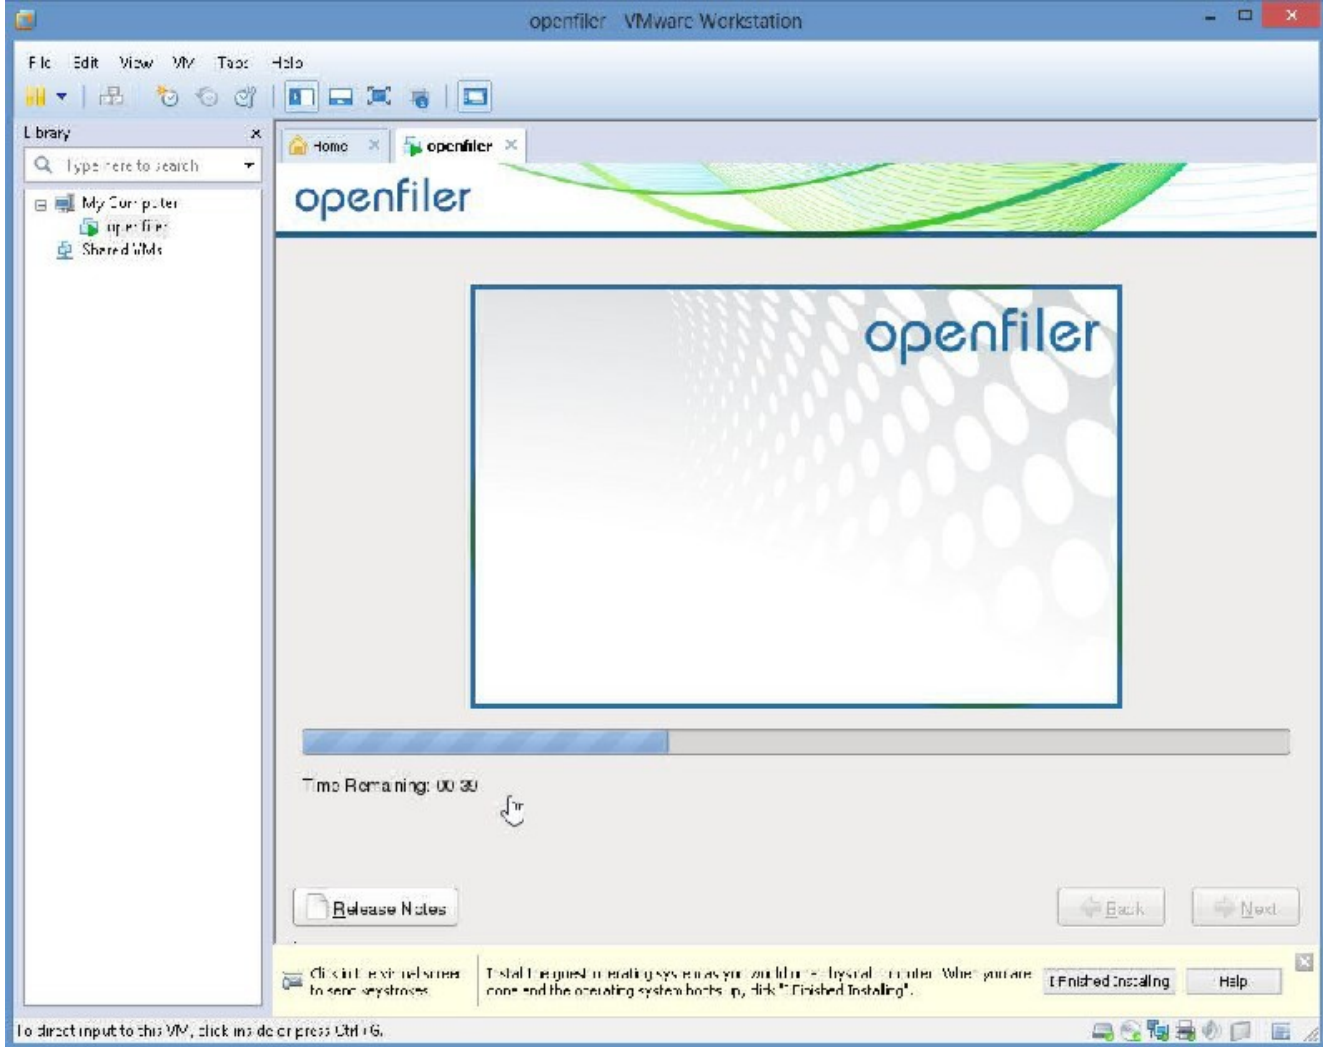 openfiler VMware Workstation
File Edit View VM Tabs Help
Library
Type here to search
My Computer
openfiler
Shared VMs
Home
openfiler
openfiler
openfiler
Time Remaining: 00:39
Release Notes
Back
Next
Click in the virtual screen
to send keystrokes
Install the guest operating system as you would on a physical computer. When you are
done and the operating system boots up, click "I Finished Installing".
I Finished Installing
Help
To direct input to this VM, click inside or press Ctrl+G.